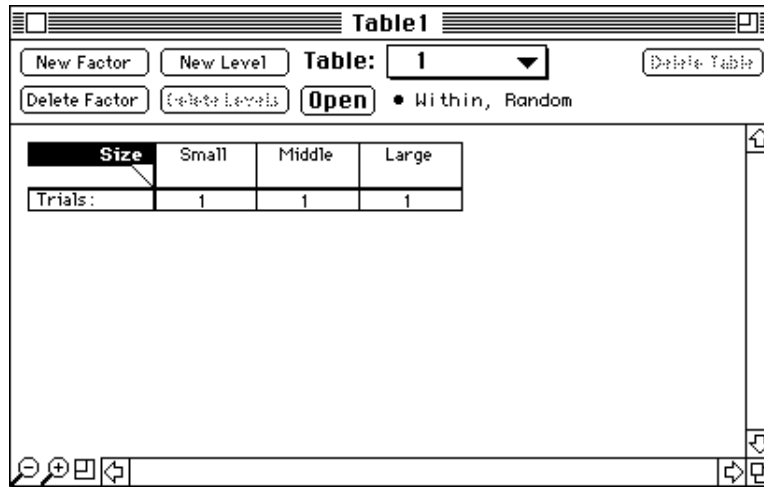 Table1
New Factor New Level Table: 1 Delete Table
Delete Factor Delete Levels Open • Within, Random
Size Small Middle Large
Trials: 1 1 1